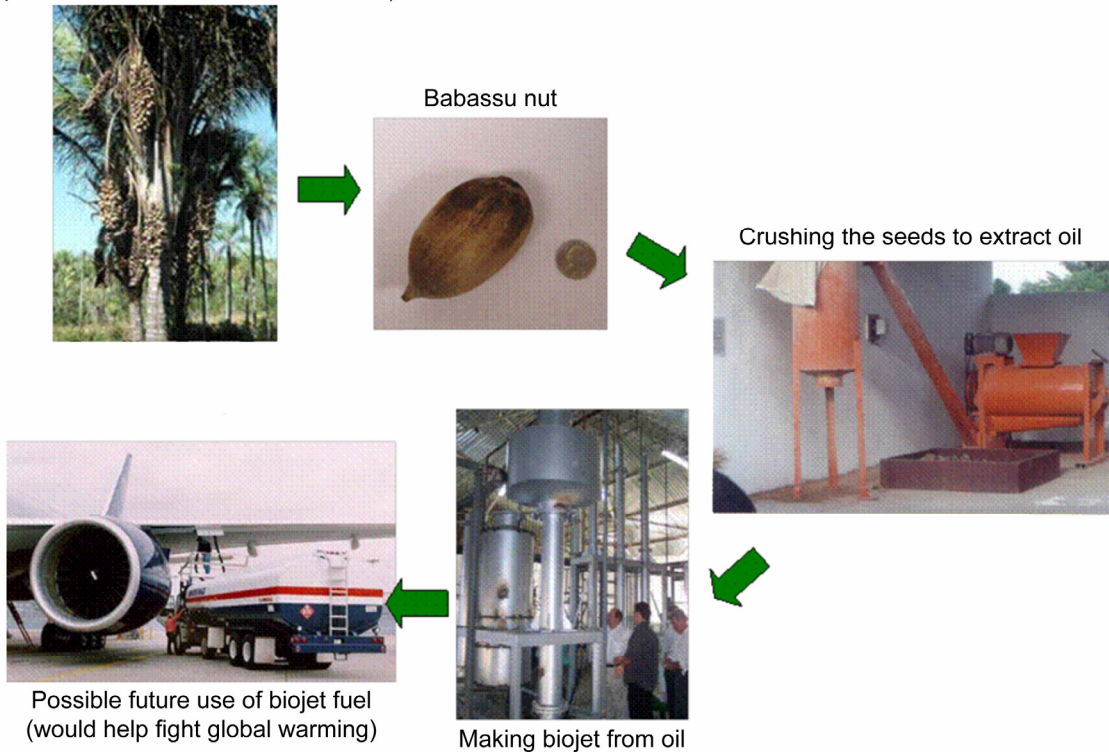 Babassu nut
Crushing the seeds to extract oil
Possible future use of biojet fuel
(would help fight global warming)
Making biojet from oil